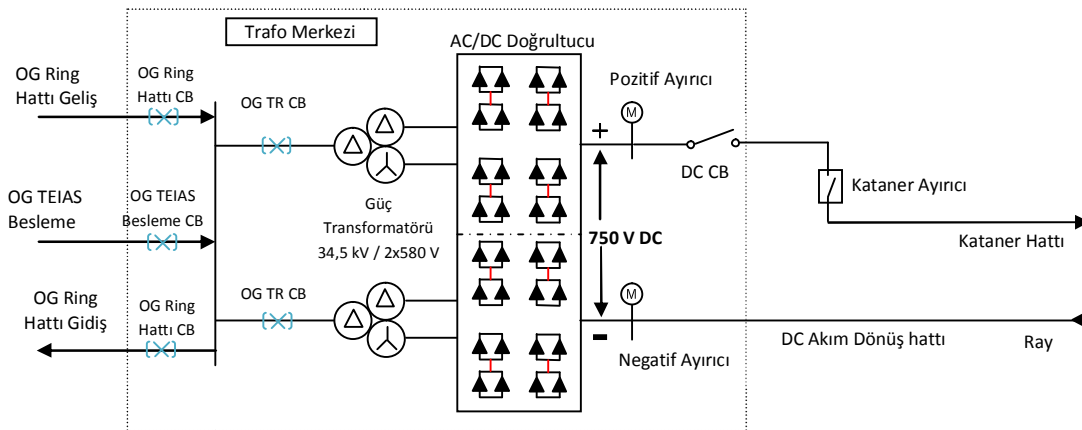 Trafo Merkezi
AC/DC Doğrultucu
OG Ring
Hattı Geliş
OG Ring
Hattı CB
OG TR CB
Pozitif Ayırıcı
M
+
DC CB
Kataner Ayırıcı
OG TEIAS
Besleme
OG TEIAS
Besleme CB
Güç
Transformatörü
34,5 kV / 2x580 V
750 V DC
Kataner Hattı
OG Ring
Hattı Gidiş
OG Ring
Hattı CB
OG TR CB
M
-
Negatif Ayırıcı
DC Akım Dönüş hattı
Ray